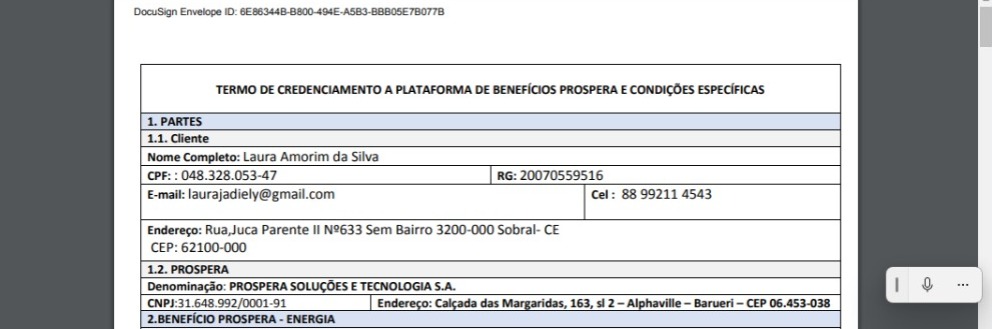 DocuSign Envelope ID: 6E86344B-B800-494E-A5B3-BBB05E7B077B
TERMO DE CREDENCIAMENTO A PLATAFORMA DE BENEFÍCIOS PROSPERA E CONDIÇÕES ESPECÍFICAS
1. PARTES
1.1. Cliente
Nome Completo: Laura Amorim da Silva
CPF: : 048.328.053-47 RG: 20070559516
E-mail: laurajadiely@gmail.com Cel : 88 99211 4543
Endereço: Rua,Juca Parente II Nº633 Sem Bairro 3200-000 Sobral- CE
CEP: 62100-000
1.2. PROSPERA
Denominação: PROSPERA SOLUÇÕES E TECNOLOGIA S.A.
CNPJ:31.648.992/0001-91 Endereço: Calçada das Margaridas, 163, sl 2 – Alphaville – Barueri – CEP 06.453-038
2.BENEFÍCIO PROSPERA - ENERGIA